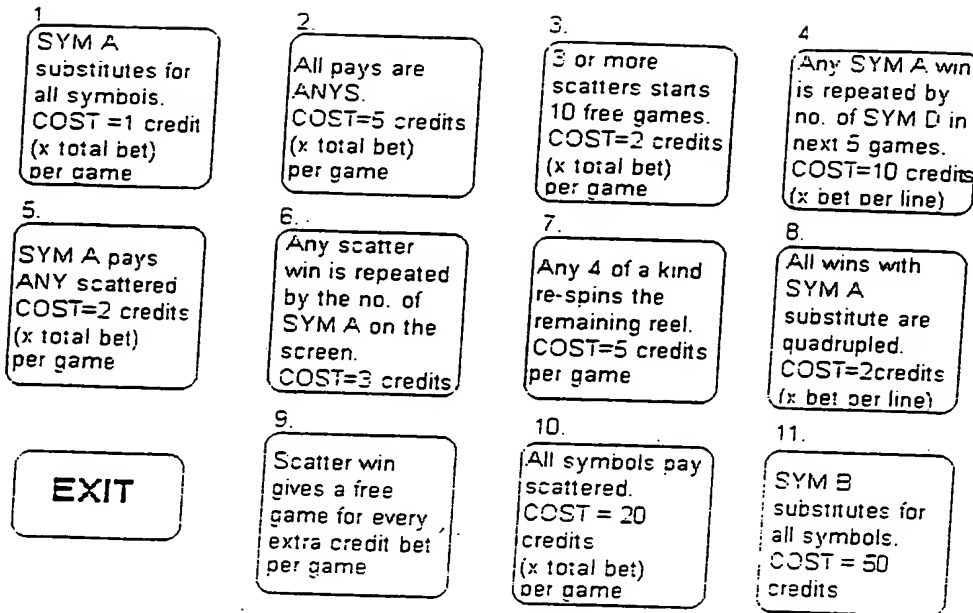 1
SYM A
substitutes for
all symbols.
COST =1 credit
(x total bet)
per game
2.
All pays are
ANYS.
COST=5 credits
(x total bet)
per game
3.
3 or more
scatters starts
10 free games.
COST=2 credits
(x total bet)
per game
4
Any SYM A win
is repeated by
no. of SYM D in
next 5 games.
COST=10 credits
(x bet per line)
5.
SYM A pays
ANY scattered
COST=2 credits
(x total bet)
per game
6.
Any scatter
win is repeated
by the no. of
SYM A on the
screen.
COST=3 credits
7.
Any 4 of a kind
re-spins the
remaining reel.
COST=5 credits
per game
8.
All wins with
SYM A
substitute are
quadrupled.
COST=2credits
(x bet per line)
EXIT
9.
Scatter win
gives a free
game for every
extra credit bet
per game
10.
All symbols pay
scattered.
COST = 20
credits
(x total bet)
per game
11.
SYM B
substitutes for
all symbols.
COST = 50
credits